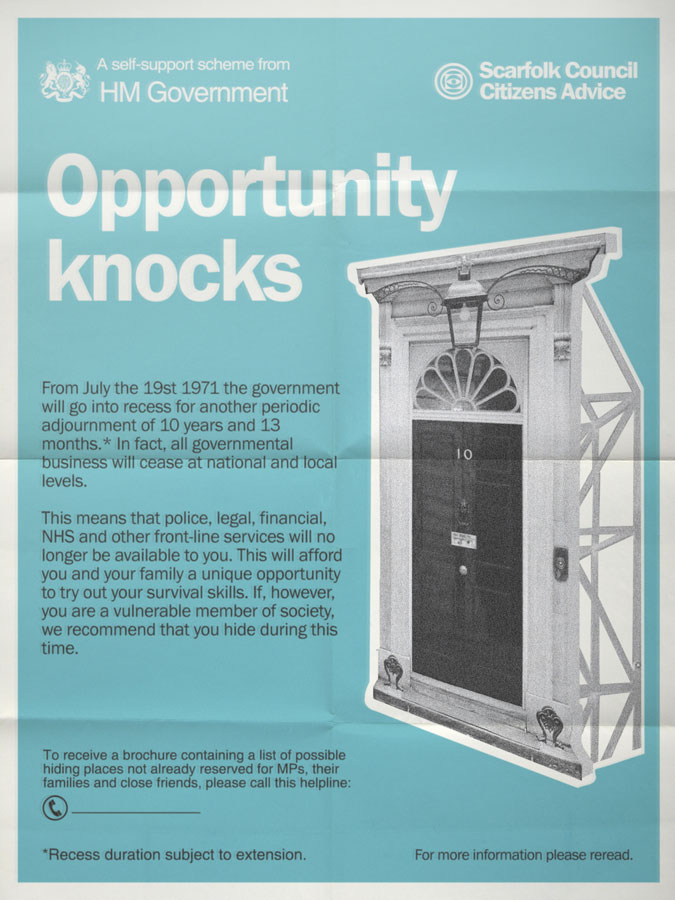 A self-support scheme from
HM Government
Scarfolk Council
Citizens Advice
Opportunity
knocks
From July the 19st 1971 the government
will go into recess for another periodic
adjournment of 10 years and 13
months.* In fact, all governmental
business will cease at national and local
levels.
This means that police, legal, financial,
NHS and other front-line services will no
longer be available to you. This will afford
you and your family a unique opportunity
to try out your survival skills. If, however,
you are a vulnerable member of society,
we recommend that you hide during this
time.
10
To receive a brochure containing a list of possible
hiding places not already reserved for MPs, their
families and close friends, please call this helpline:
*Recess duration subject to extension.
For more information please reread.